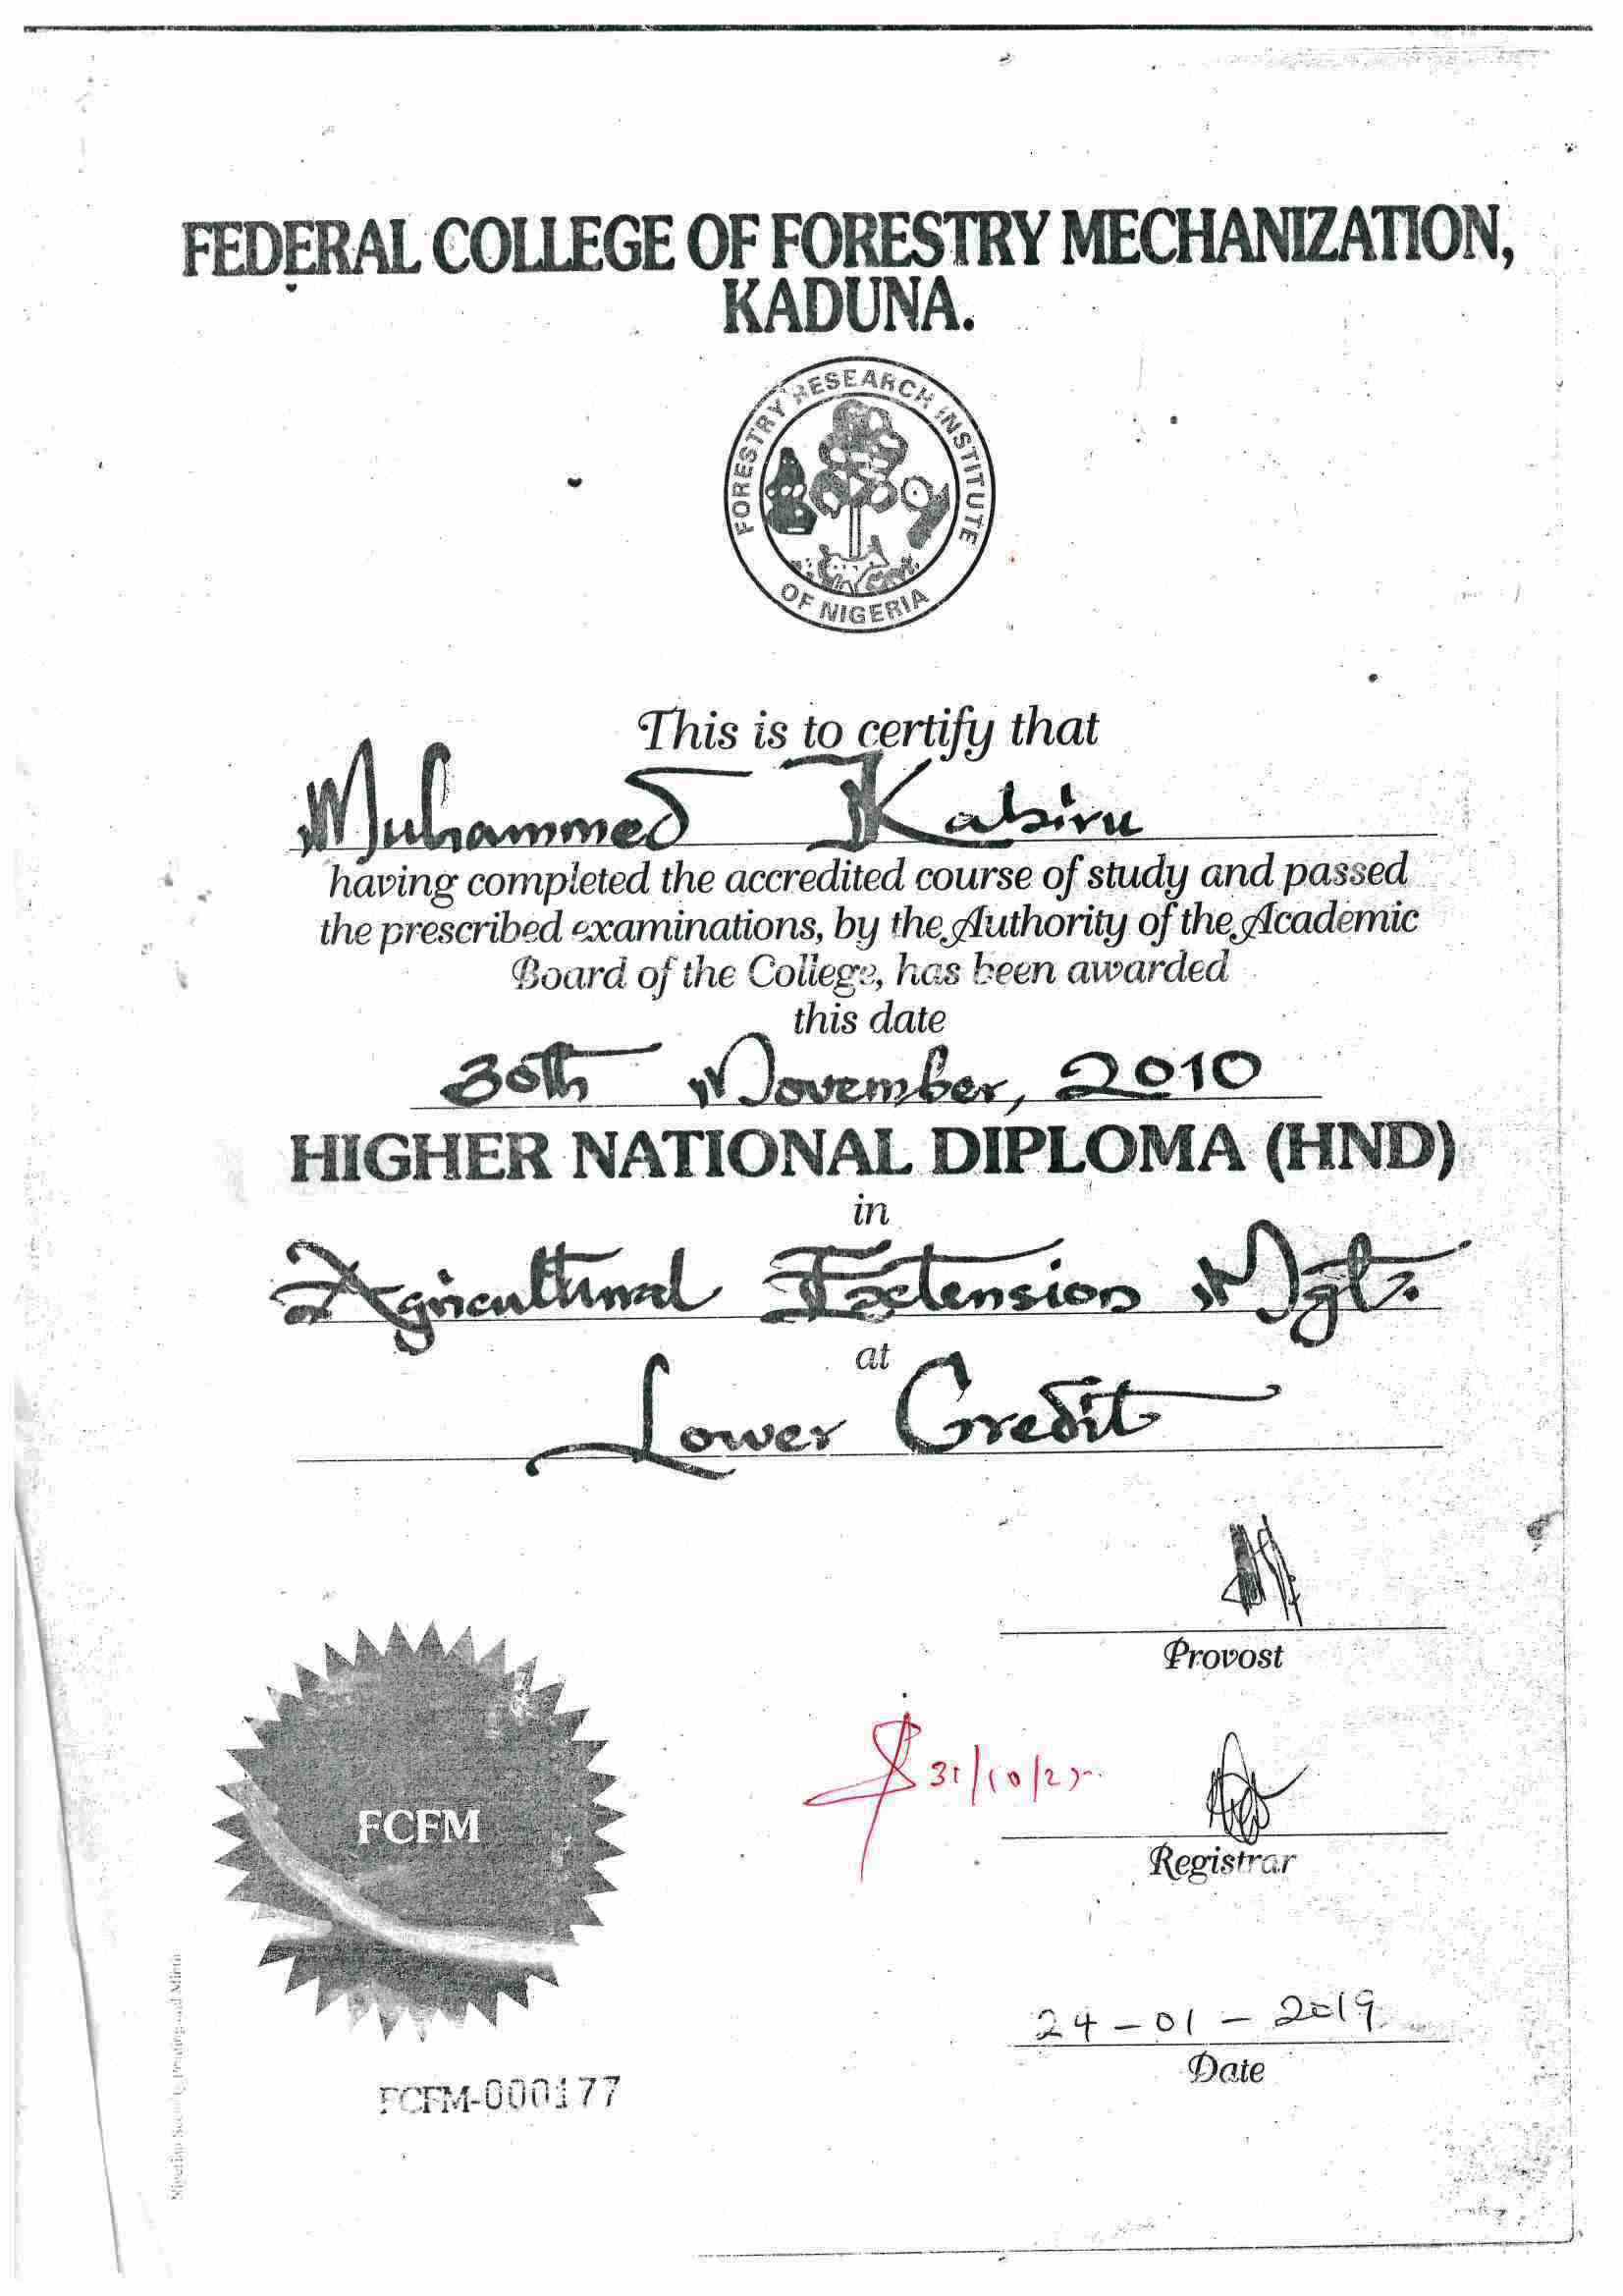 FEDERAL COLLEGE OF FORESTRY MECHANIZATION,
KADUNA.
FORESTRY RESEARCH INSTITUTE
OF NIGERIA
This is to certify that
Muhammed Kabiru
having completed the accredited course of study and passed
the prescribed examinations, by the Authority of the Academic
Board of the College, has been awarded
this date
30th November, 2010
HIGHER NATIONAL DIPLOMA (HND)
in
Agricultural Extension Mgt.
at
Lower Credit
Provost
31/10/2
Registrar
FCFM
24-01-2019
Date
FCFM-000177